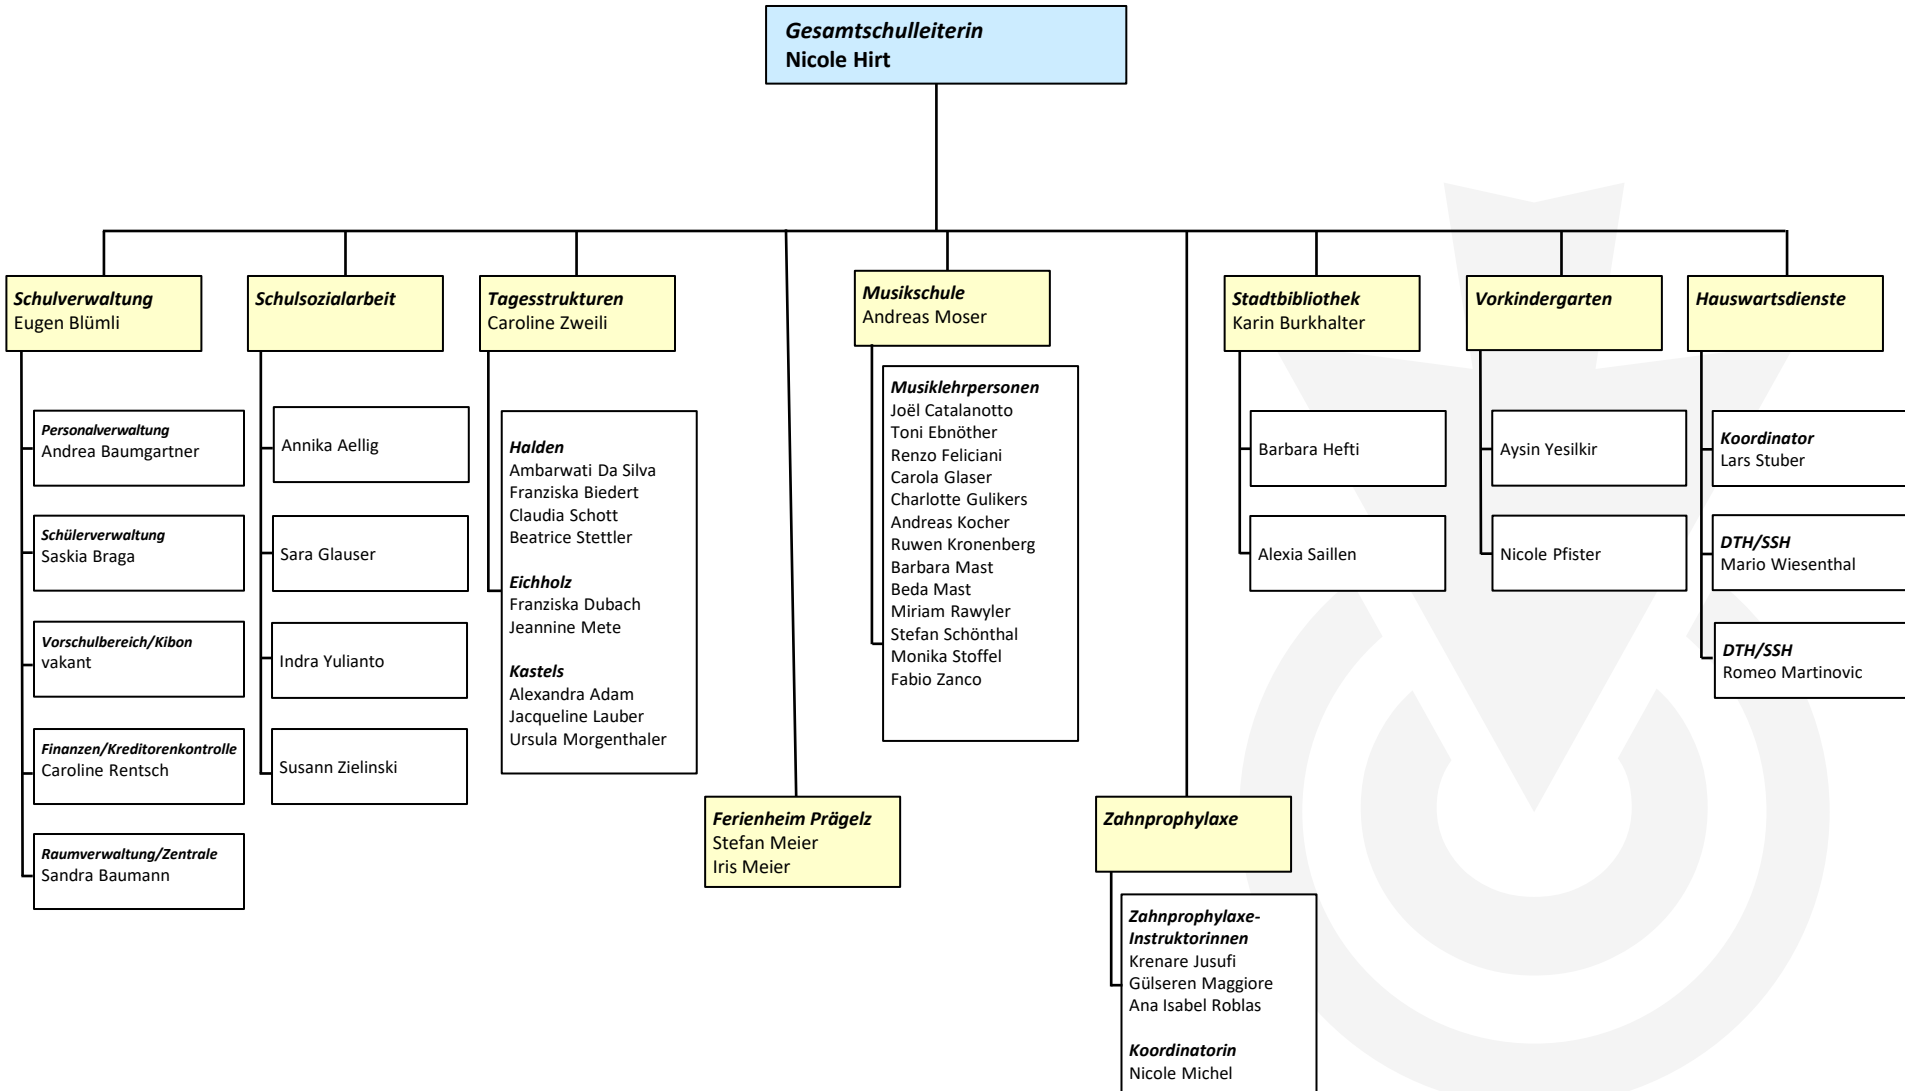 Gesamtschulleiterin
Nicole Hirt
Schulverwaltung
Eugen Blümli
Personalverwaltung
Andrea Baumgartner
Schülerverwaltung
Saskia Braga
Vorschulbereich/Kibon
vakant
Finanzen/Kreditorenkontrolle
Caroline Rentsch
Raumverwaltung/Zentrale
Sandra Baumann
Schulsozialarbeit
Annika Aellig
Sara Glauser
Indra Yulianto
Susann Zielinski
Tagesstrukturen
Caroline Zweili
Halden
Ambarwati Da Silva
Franziska Biedert
Claudia Schott
Beatrice Stettler
Eichholz
Franziska Dubach
Jeannine Mete
Kastels
Alexandra Adam
Jacqueline Lauber
Ursula Morgenthaler
Ferienheim Prägelz
Stefan Meier
Iris Meier
Musikschule
Andreas Moser
Musiklehrpersonen
Joël Catalanotto
Toni Ebnöther
Renzo Feliciani
Carola Glaser
Charlotte Gulikers
Andreas Kocher
Ruwen Kronenberg
Barbara Mast
Beda Mast
Miriam Rawyler
Stefan Schönthal
Monika Stoffel
Fabio Zanco
Zahnprophylaxe
Zahnprophylaxe-
Instruktorinnen
Krenare Jusufi
Gülseren Maggiore
Ana Isabel Roblas
Koordinatorin
Nicole Michel
Stadtbibliothek
Karin Burkhalter
Barbara Hefti
Alexia Saillen
Vorkindergarten
Aysin Yesilkir
Nicole Pfister
Hauswartsdienste
Koordinator
Lars Stuber
DTH/SSH
Mario Wiesenthal
DTH/SSH
Romeo Martinovic